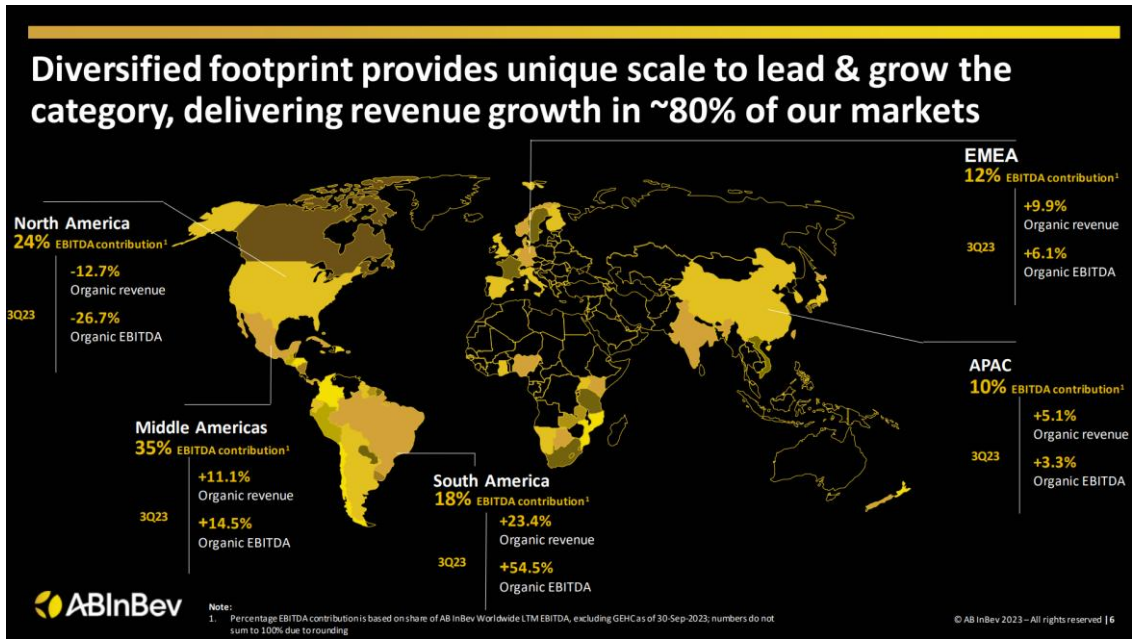 Diversified footprint provides unique scale to lead & grow the
category, delivering revenue growth in ~80% of our markets
North America
24% EBITDA contribution¹
3Q23
-12.7%
Organic revenue
-26.7%
Organic EBITDA
Middle Americas
35% EBITDA contribution¹
3Q23
+11.1%
Organic revenue
+14.5%
Organic EBITDA
South America
18% EBITDA contribution¹
3Q23
+23.4%
Organic revenue
+54.5%
Organic EBITDA
EMEA
12% EBITDA contribution¹
3Q23
+9.9%
Organic revenue
+6.1%
Organic EBITDA
APAC
10% EBITDA contribution¹
3Q23
+5.1%
Organic revenue
+3.3%
Organic EBITDA
ABInBev
Note:
1. Percentage EBITDA contribution is based on share of AB InBev Worldwide LTM EBITDA, excluding GEHC as of 30-Sep-2023; numbers do not
sum to 100% due to rounding
© AB InBev 2023 – All rights reserved | 6